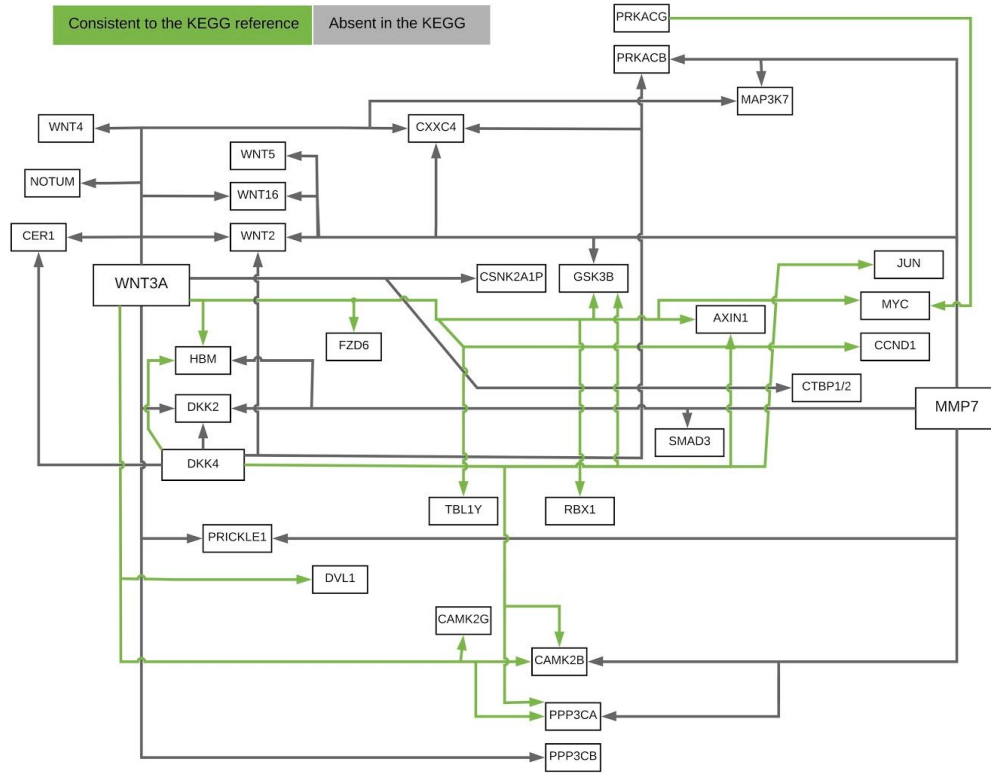 Consistent to the KEGG reference
Absent in the KEGG
PRKACG
PRKACB
MAP3K7
WNT4
CXXC4
WNT5
NOTUM
WNT16
CER1
WNT2
WNT3A
CSNK2A1P
GSK3B
JUN
MYC
AXIN1
FZD6
HBM
CCND1
CTBP1/2
DKK2
MMP7
SMAD3
DKK4
TBL1Y
RBX1
PRICKLE1
DVL1
CAMK2G
CAMK2B
PPP3CA
PPP3CB